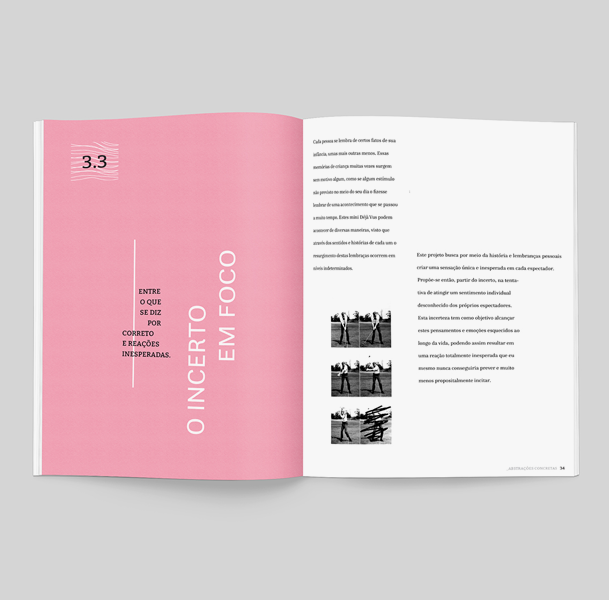 3.3
ENTRE
O QUE
SE DIZ
POR
CORRETO
E REAÇÕES
INESPERADAS.
O INCERTO
EM FOCO
Cada pessoa se lembra de certos fatos de sua
infância, umas mais outras menos. Essas
memórias de criança muitas vezes surgem
sem motivo algum, como se algum estímulo
não previsto no meio do seu dia o fizesse
lembrar de uma acontecimento que se passou
a muito tempo. Estes mini Déjà Vus podem
acontecer de diversas maneiras, visto que
através dos sentidos e histórias de cada um o
ressurgimento destas lembraças ocorrem em
níveis indeterminados.
Este projeto busca por meio da história e lembranças pessoais
criar uma sensação única e inesperada em cada espectador.
Propõe-se então, partir do incerto, na tenta-
tiva de atingir um sentimento individual
desconhecido dos próprios espectadores.
Esta incerteza tem como objetivo alcançar
estes pensamentos e emoções esquecidos ao
longo da vida, podendo assim resultar em
uma reação totalmente inesperada que eu
mesmo nunca conseguiria prever e muito
menos propositalmente incitar.
54